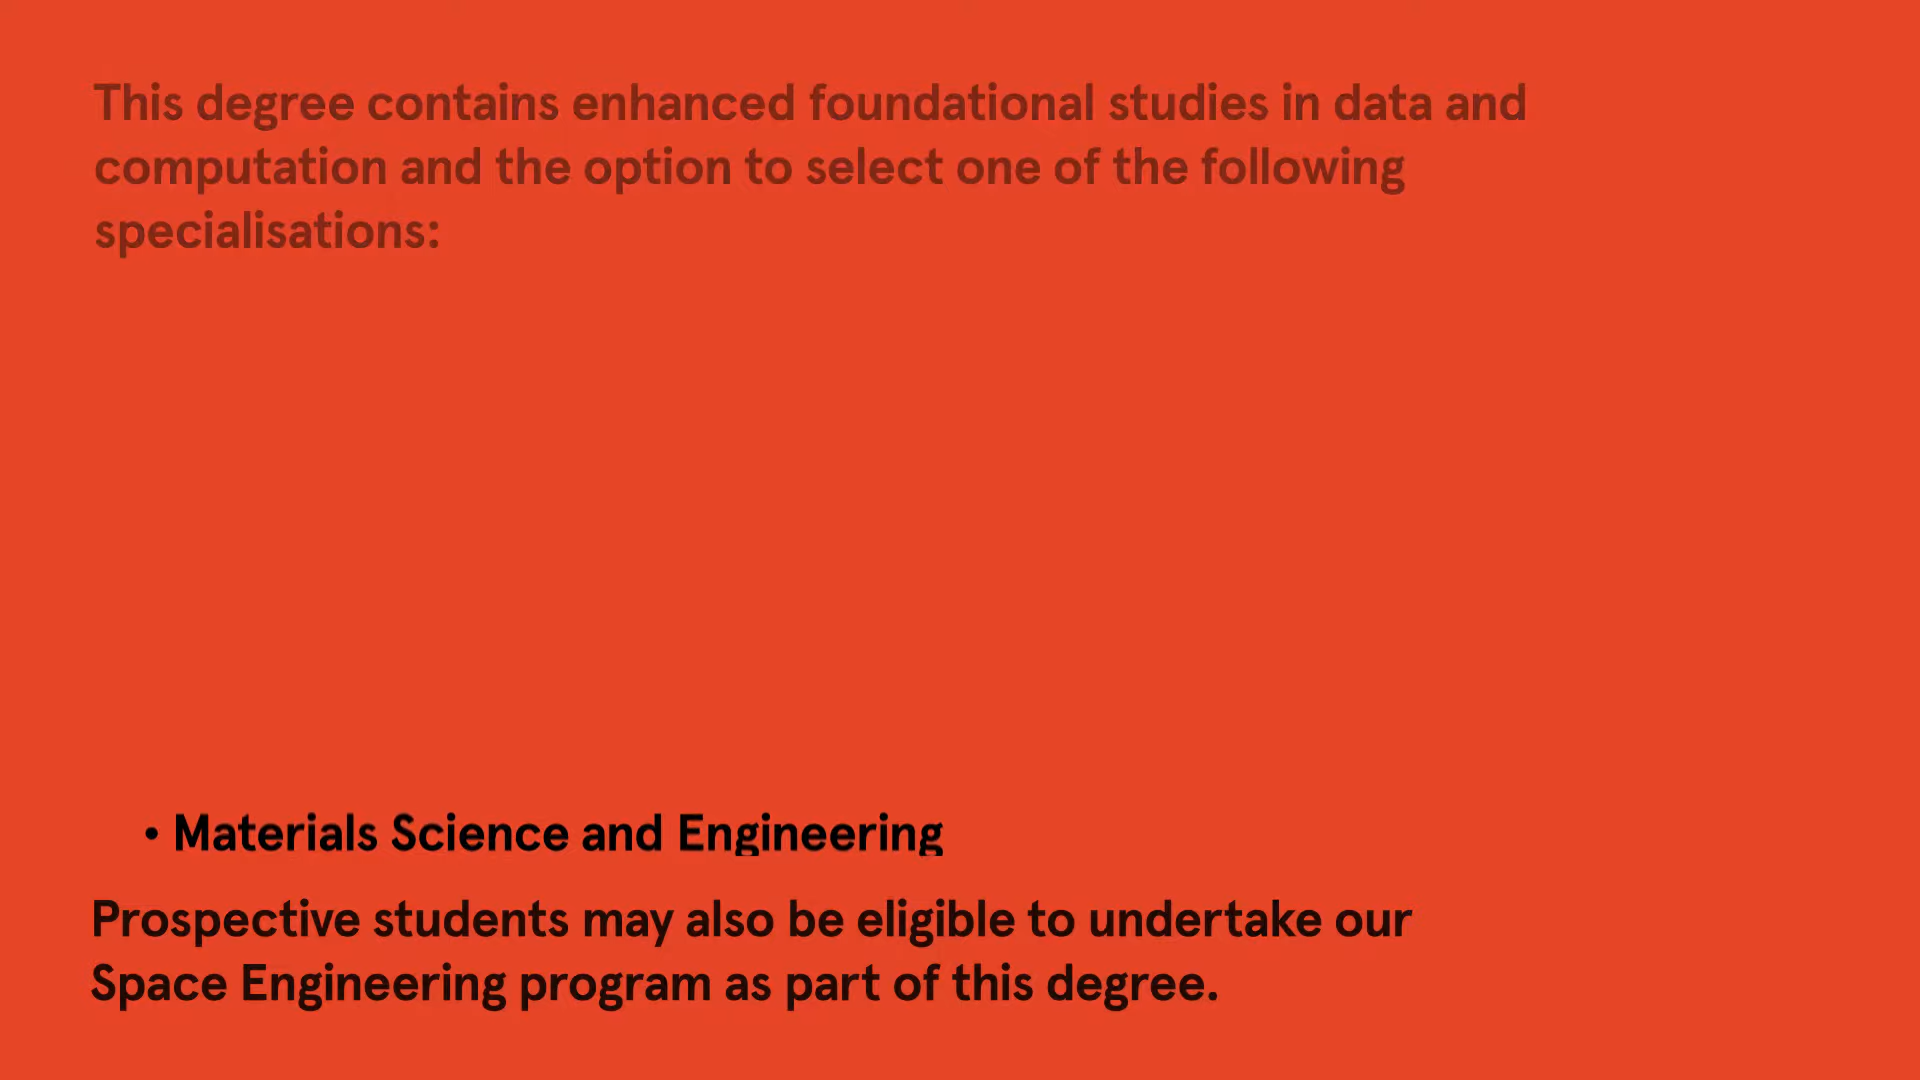 This degree contains enhanced foundational studies in data and
computation and the option to select one of the following
specialisations:
• Materials Science and Engineering
Prospective students may also be eligible to undertake our
Space Engineering program as part of this degree.